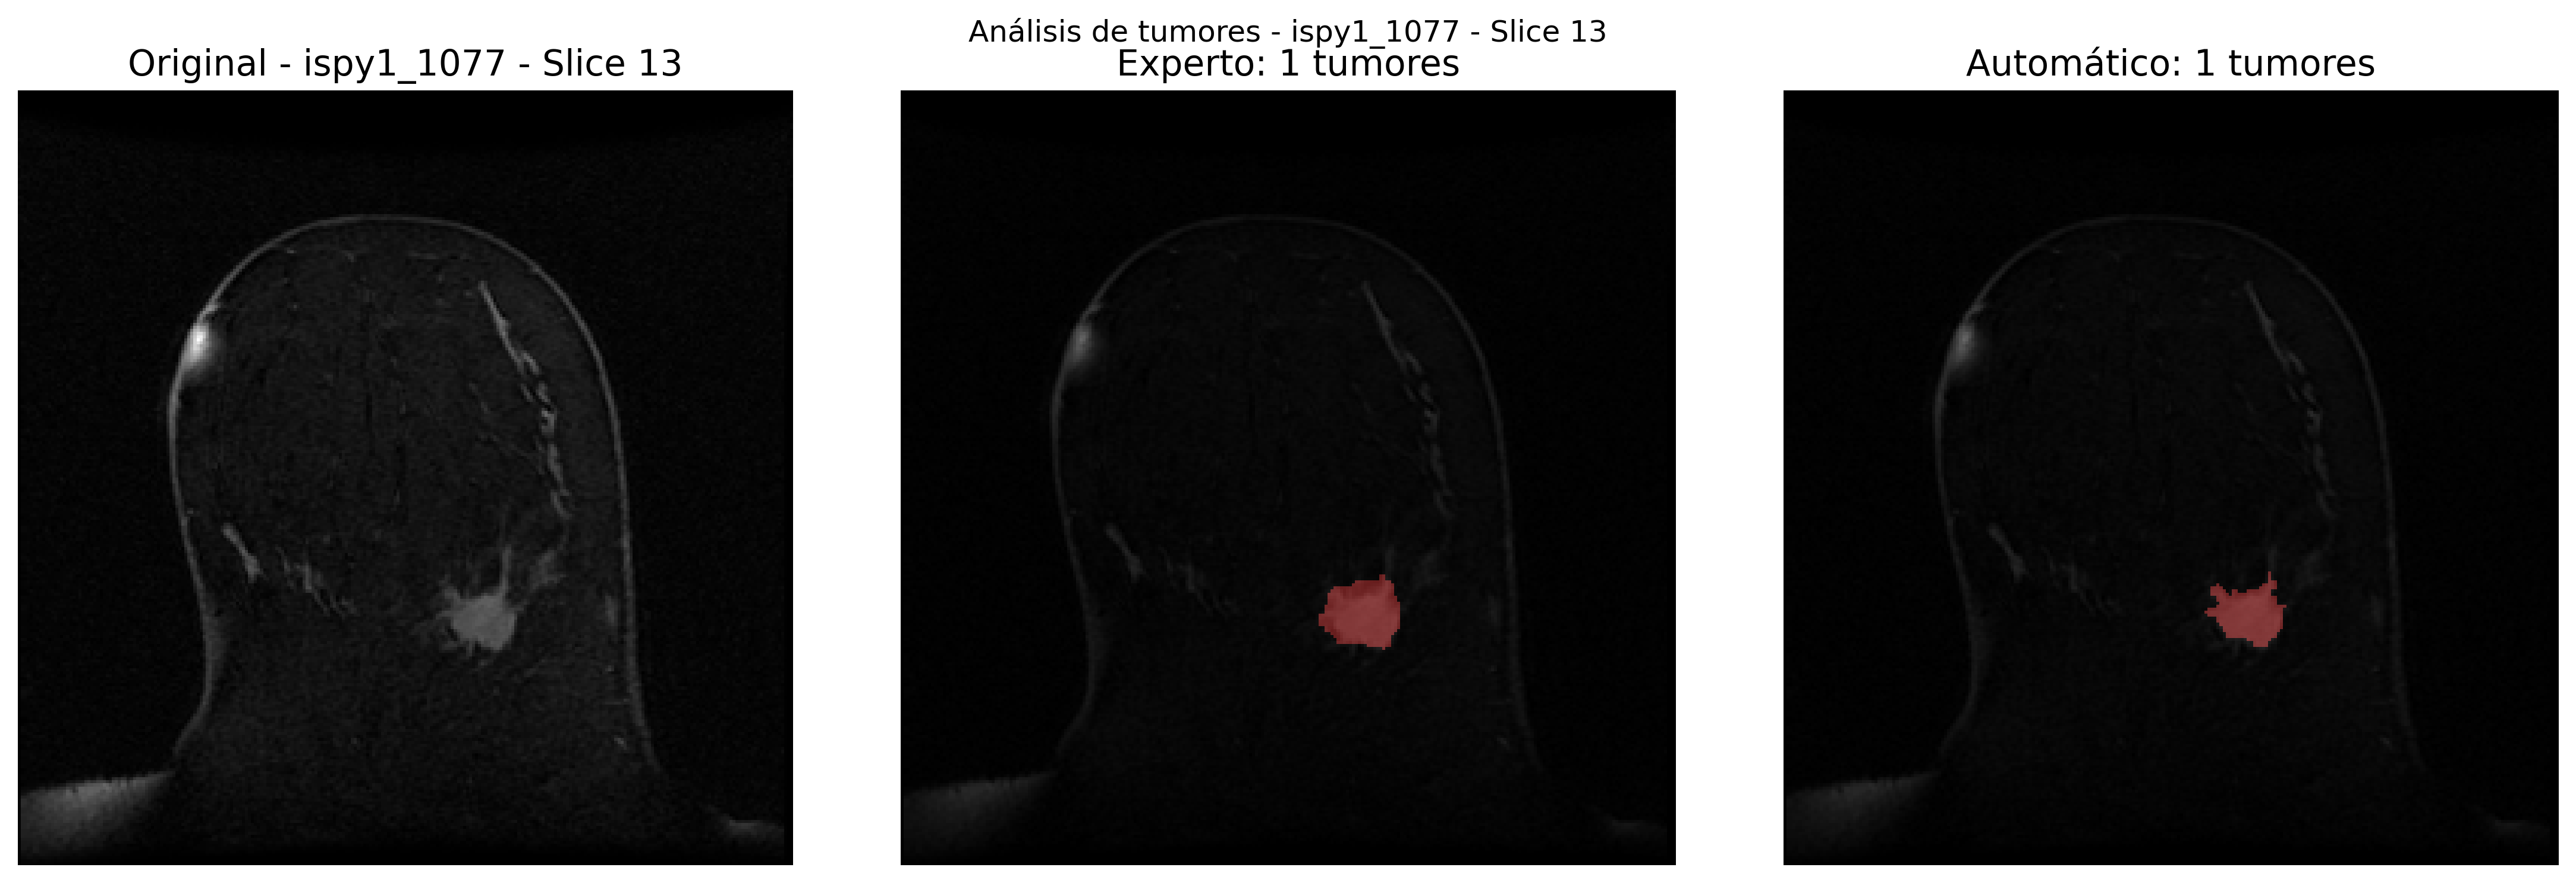 Análisis de tumores - ispy1_1077 - Slice 13
Original - ispy1_1077 - Slice 13
Experto: 1 tumores
Automático: 1 tumores